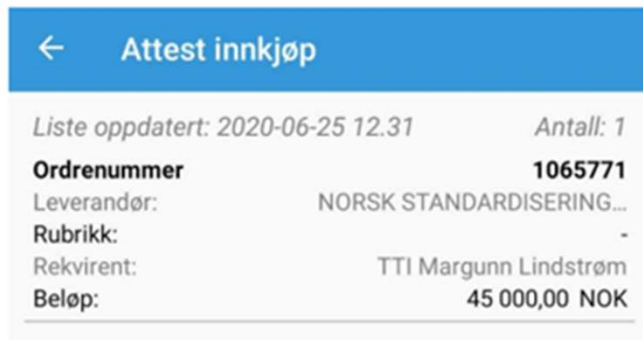 ← Attest innkjøp
Liste oppdatert: 2020-06-25 12.31 Antall: 1
Ordrenummer 1065771
Leverandør: NORSK STANDARDISERING...
Rubrikk: -
Rekvirent: TTI Margunn Lindstrøm
Beløp: 45 000,00 NOK